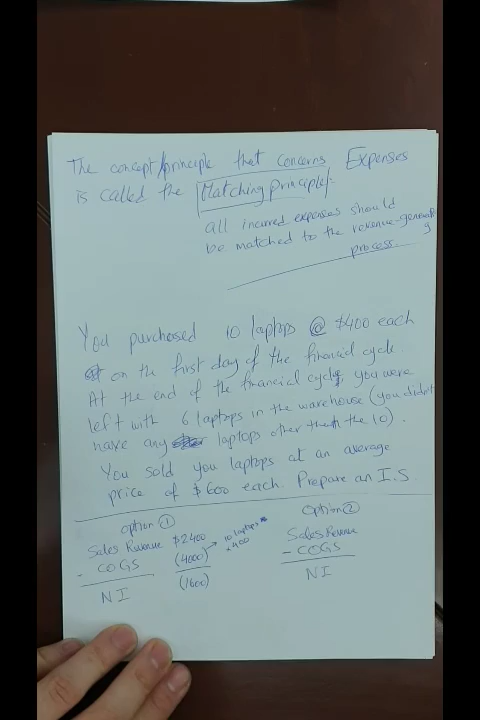 The concept/principle that concerns Expenses
is called the Matching Principle:
all incurred expenses should
be matched to the revenue-generating
process.
You purchased 10 laptops @ $400 each
on the first day of the financial cycle.
At the end of the financial cycle, you were
left with 6 laptops in the warehouse (you didn't
have any laptops other than the 10).
You sold you laptops at an average
price of $600 each. Prepare an I.S
option ①
Sales Revenue $2400
- COGS (4000) → 10 laptops
x 400
NI (1600)
Option ②
Sales Revenue
- COGS
NI